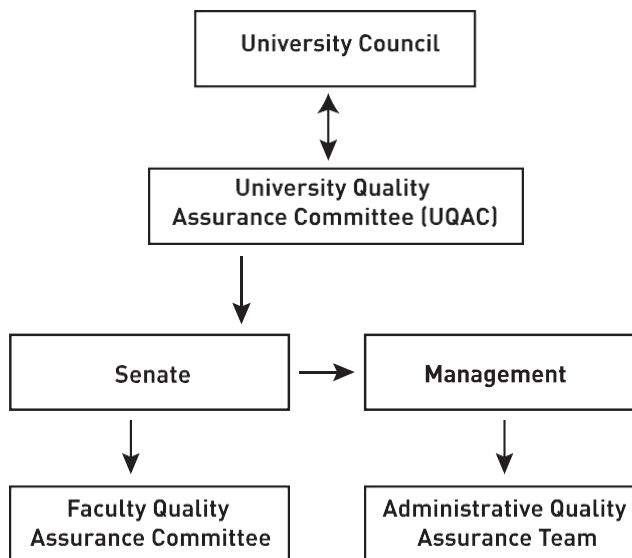 University Council
University Quality
Assurance Committee (UQAC)
Senate
Management
Faculty Quality
Assurance Committee
Administrative Quality
Assurance Team